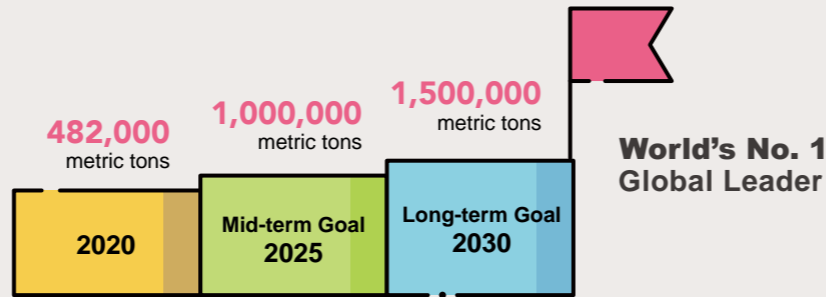 482,000
metric tons
1,000,000
metric tons
1,500,000
metric tons
World's No. 1
Global Leader
2020
Mid-term Goal
2025
Long-term Goal
2030